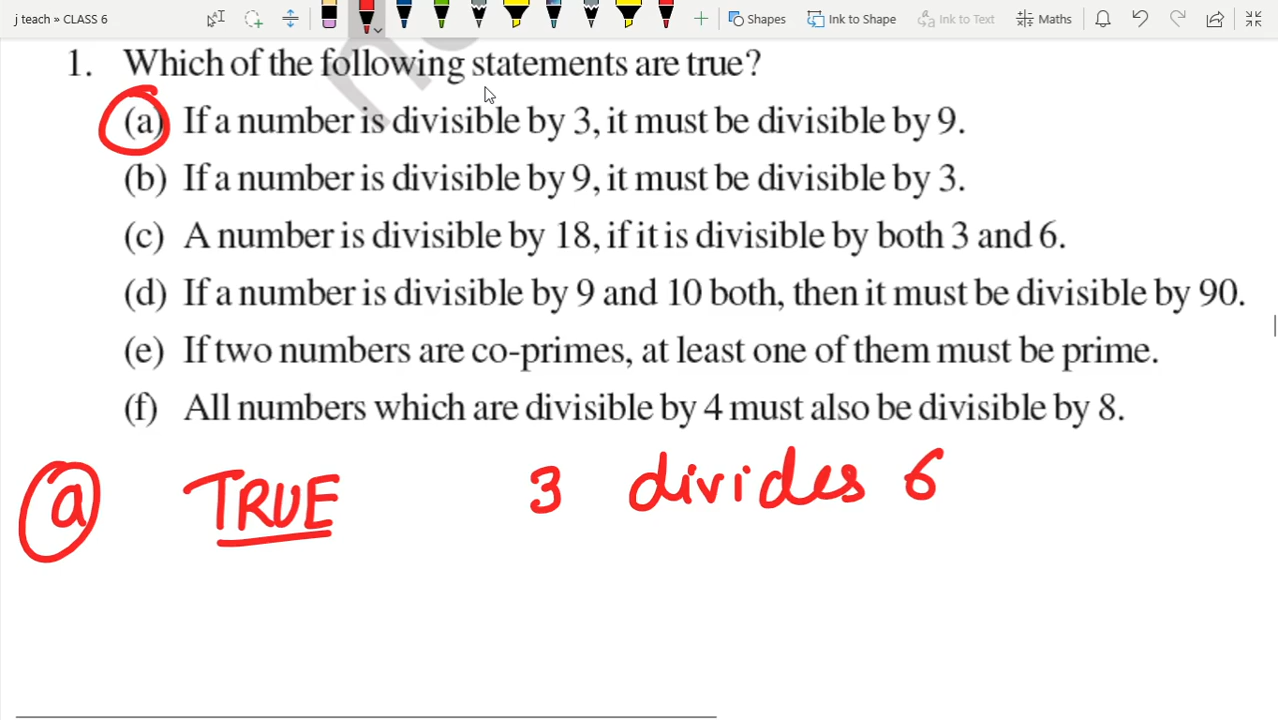 j teach » CLASS 6 Shapes Ink to Shape Ink to Text Maths
1. Which of the following statements are true?
(a) If a number is divisible by 3, it must be divisible by 9.
(b) If a number is divisible by 9, it must be divisible by 3.
(c) A number is divisible by 18, if it is divisible by both 3 and 6.
(d) If a number is divisible by 9 and 10 both, then it must be divisible by 90.
(e) If two numbers are co-primes, at least one of them must be prime.
(f) All numbers which are divisible by 4 must also be divisible by 8.
a TRUE 3 divides 6